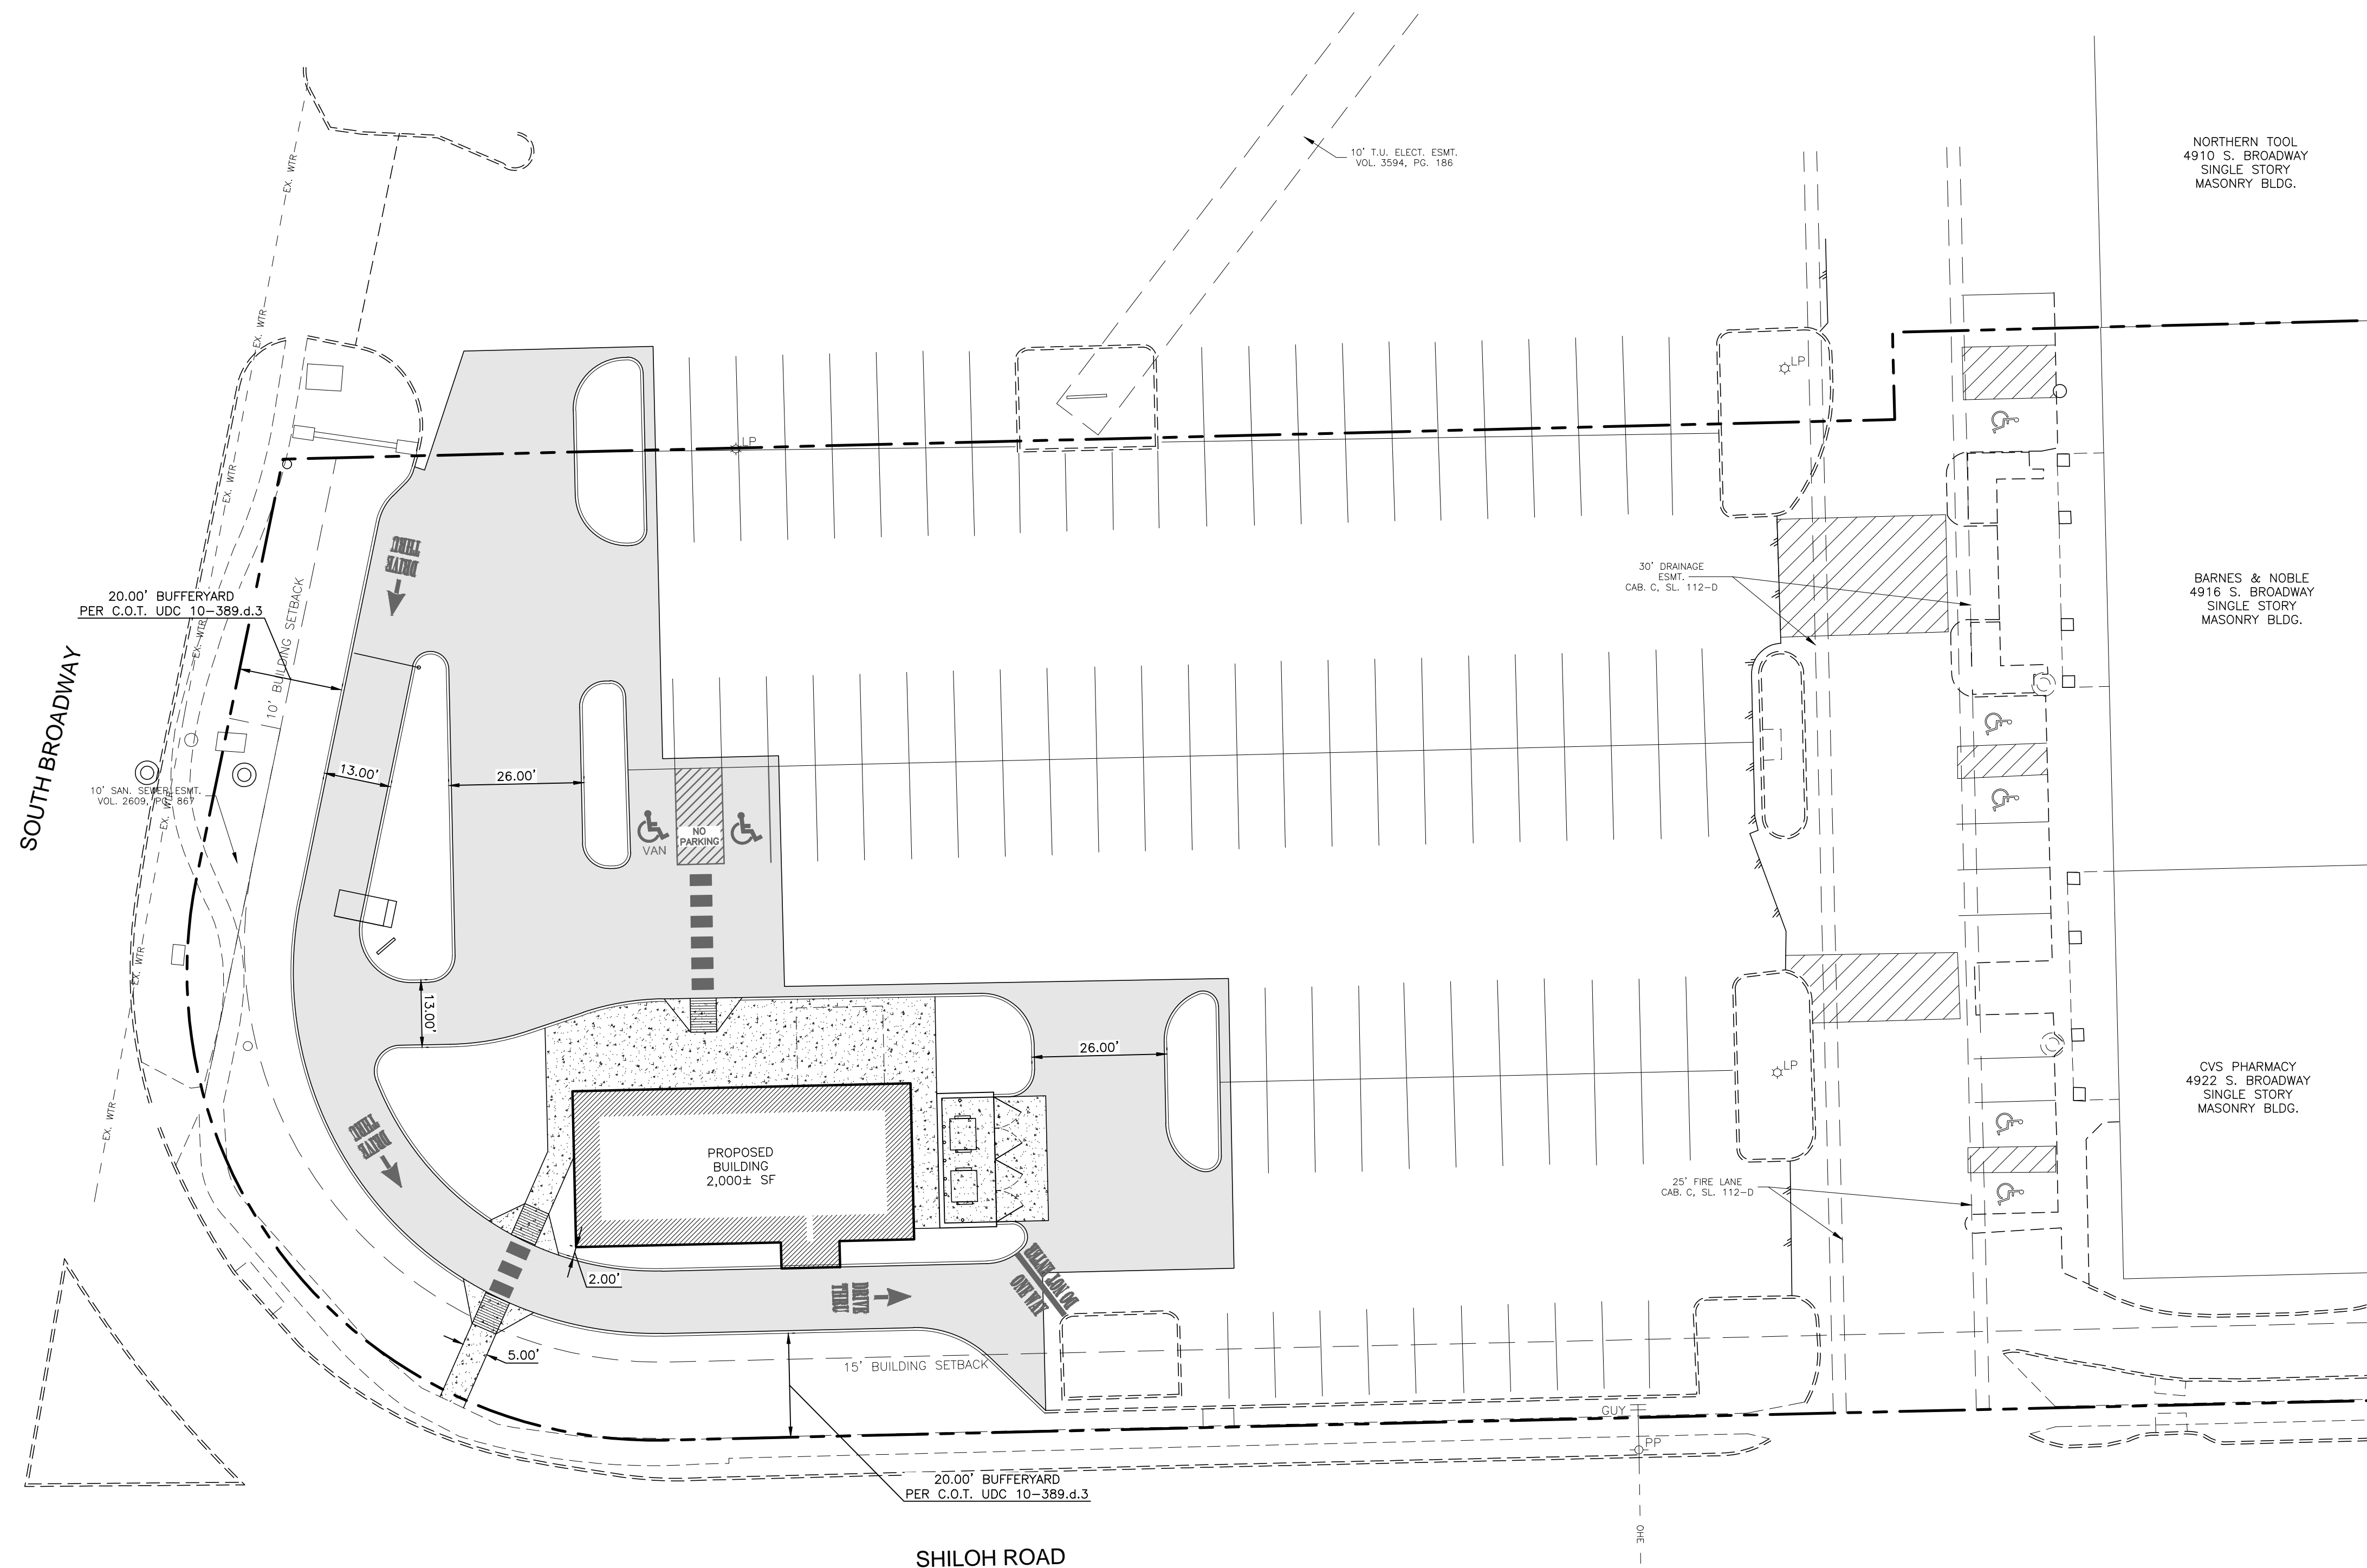 NORTHERN TOOL
4910 S. BROADWAY
SINGLE STORY
MASONRY BLDG.
10' T.U. ELECT. ESMT.
VOL. 3594, PG. 186
EX. WTR
EX. WTR
LP
LP
EX. WTR
DRIVE
THRU
30' DRAINAGE
ESMT.
CAB. C, SL. 112-D
BARNES & NOBLE
4916 S. BROADWAY
SINGLE STORY
MASONRY BLDG.
20.00' BUFFERYARD
PER C.O.T. UDC 10-389.d.3
EX. WTR
10' BUILDING SETBACK
SOUTH BROADWAY
13.00'
26.00'
10' SAN. SEWER ESMT.
VOL. 2609, PG. 867
EX. WTR
NO
PARKING
VAN
EX. WTR
13.00'
26.00'
LP
CVS PHARMACY
4922 S. BROADWAY
SINGLE STORY
MASONRY BLDG.
EX. WTR
DRIVE
THRU
PROPOSED
BUILDING
2,000± SF
25' FIRE LANE
CAB. C, SL. 112-D
2.00'
DRIVE
THRU
DO NOT ENTER
ONE WAY
5.00'
15' BUILDING SETBACK
GUY
PP
20.00' BUFFERYARD
PER C.O.T. UDC 10-389.d.3
OHE
SHILOH ROAD